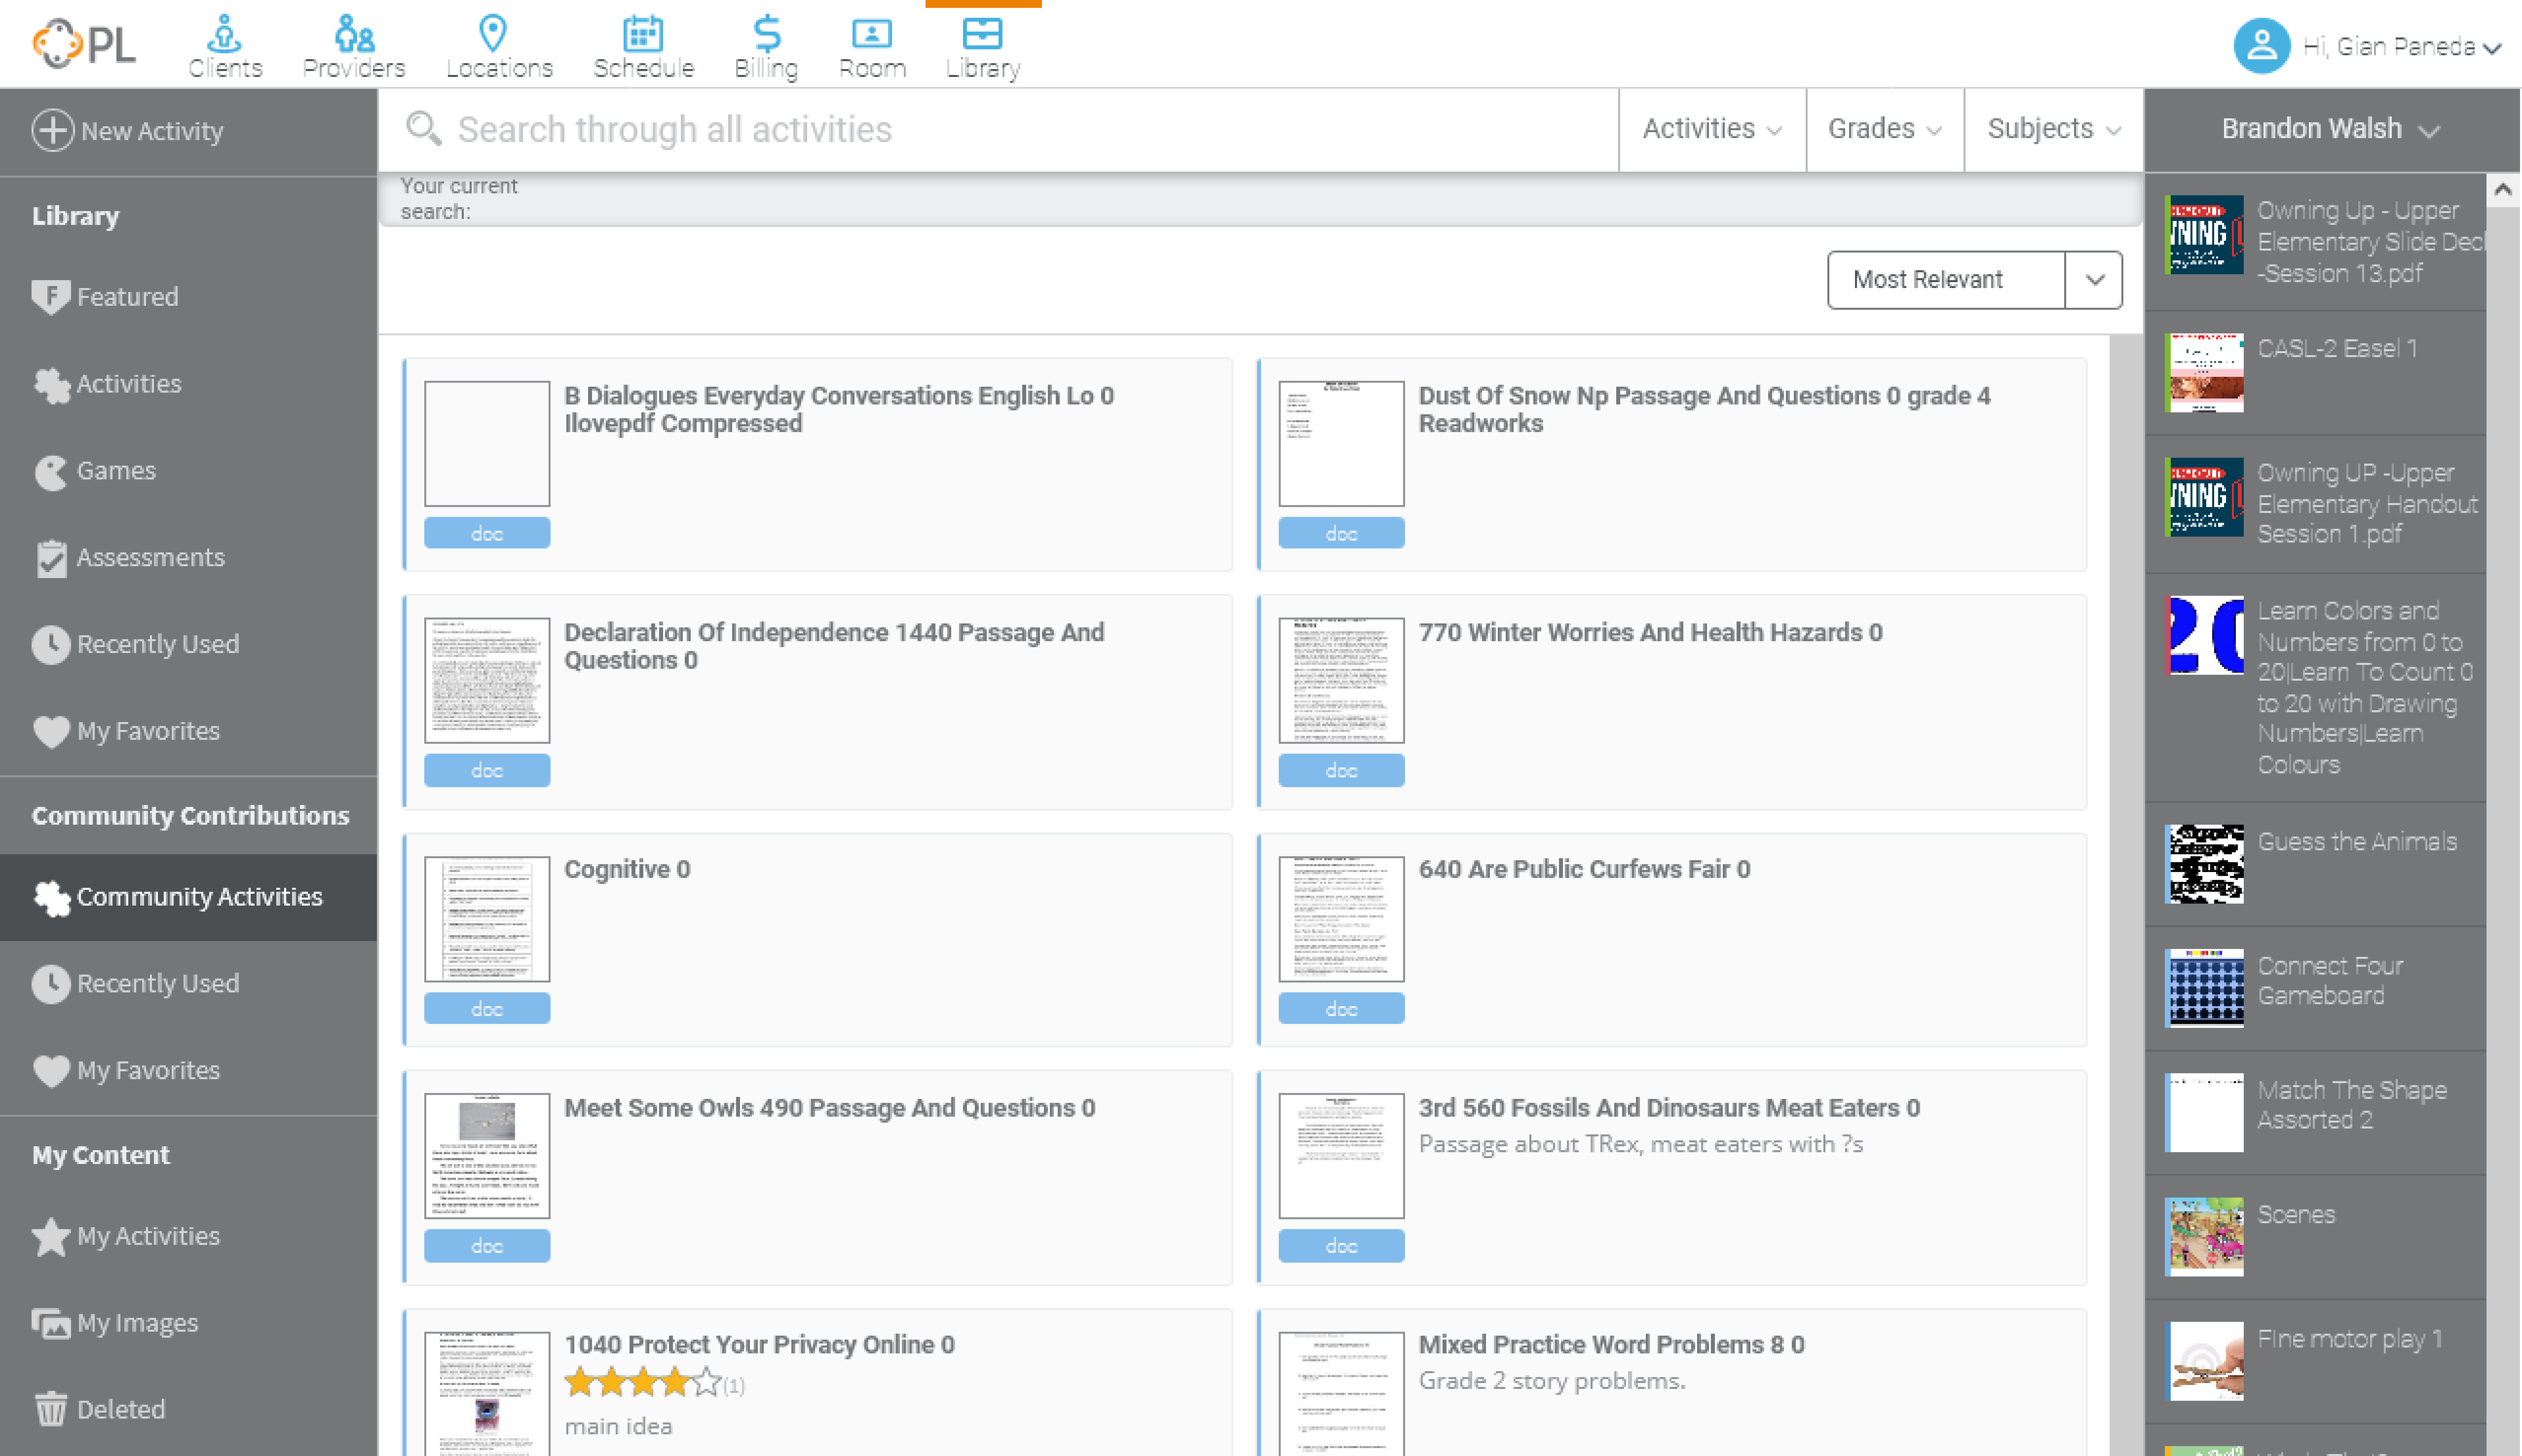 PL
Clients
Providers
Locations
Schedule
Billing
Room
Library
Hi, Gian Paneda
New Activity
Library
Featured
Activities
Games
Assessments
Recently Used
My Favorites
Community Contributions
Community Activities
Recently Used
My Favorites
My Content
My Activities
My Images
Deleted
Search through all activities
Activities
Grades
Subjects
Your current
search:
Most Relevant
B Dialogues Everyday Conversations English Lo 0
Ilovepdf Compressed
doc
Dust Of Snow Np Passage And Questions 0 grade 4
Readworks
doc
Declaration Of Independence 1440 Passage And
Questions 0
doc
770 Winter Worries And Health Hazards 0
doc
Cognitive 0
doc
640 Are Public Curfews Fair 0
doc
Meet Some Owls 490 Passage And Questions 0
doc
3rd 560 Fossils And Dinosaurs Meat Eaters 0
Passage about TRex, meat eaters with ?s
doc
1040 Protect Your Privacy Online 0
(1)
main idea
Mixed Practice Word Problems 8 0
Grade 2 story problems.
Brandon Walsh
Owning Up - Upper
Elementary Slide Deck
-Session 13.pdf
CASL-2 Easel 1
Owning UP -Upper
Elementary Handout
Session 1.pdf
Learn Colors and
Numbers from 0 to
20|Learn To Count 0
to 20 with Drawing
Numbers|Learn
Colours
Guess the Animals
Connect Four
Gameboard
Match The Shape
Assorted 2
Scenes
FIne motor play 1